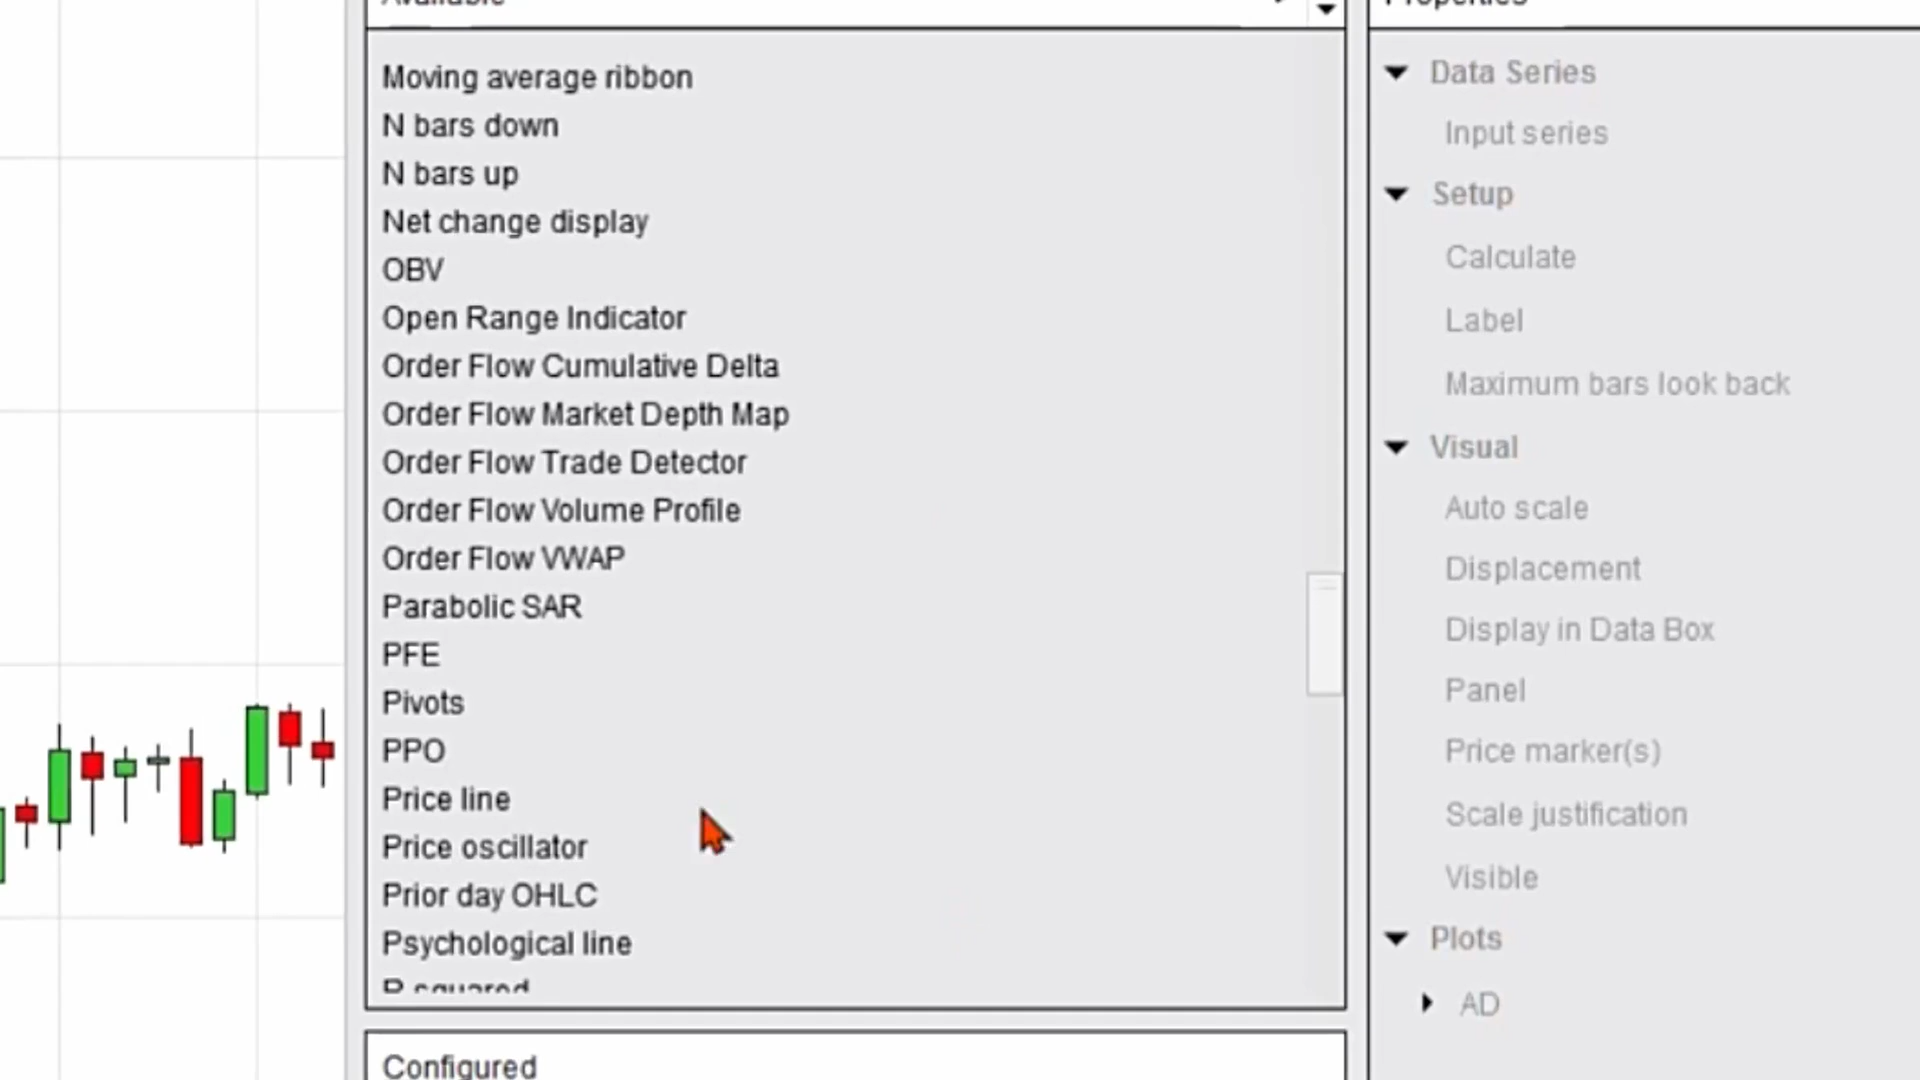 Available
Moving average ribbon
N bars down
N bars up
Net change display
OBV
Open Range Indicator
Order Flow Cumulative Delta
Order Flow Market Depth Map
Order Flow Trade Detector
Order Flow Volume Profile
Order Flow VWAP
Parabolic SAR
PFE
Pivots
PPO
Price line
Price oscillator
Prior day OHLC
Psychological line
R squared
Configured
Properties
Data Series
Input series
Setup
Calculate
Label
Maximum bars look back
Visual
Auto scale
Displacement
Display in Data Box
Panel
Price marker(s)
Scale justification
Visible
Plots
AD